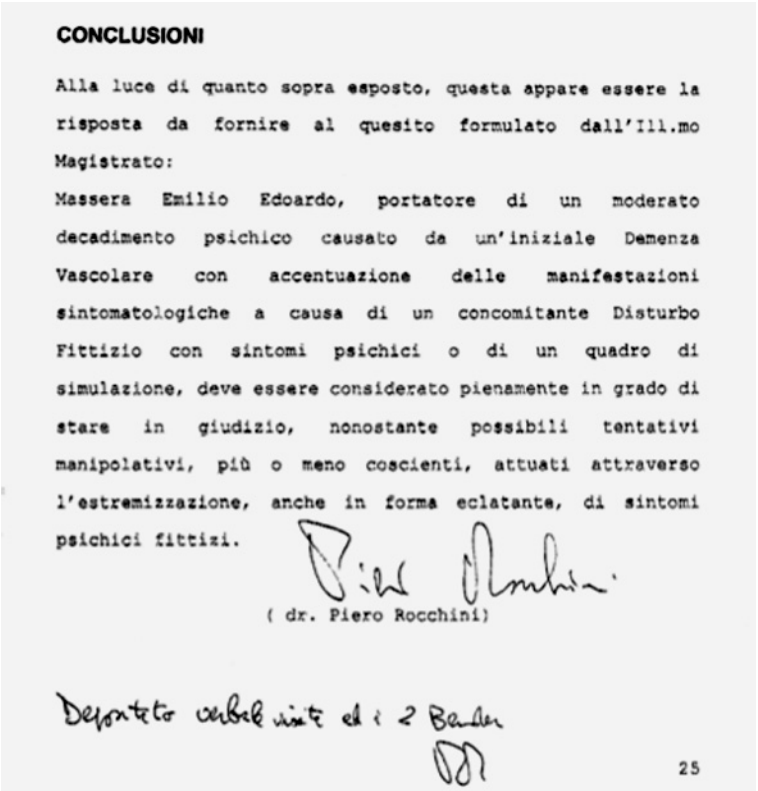 CONCLUSIONI
Alla luce di quanto sopra esposto, questa appare essere la
risposta da fornire al quesito formulato dall'Ill.mo
Magistrato:
Massera Emilio Edoardo, portatore di un moderato
decadimento psichico causato da un'iniziale Demenza
Vascolare con accentuazione delle manifestazioni
sintomatologiche a causa di un concomitante Disturbo
Fittizio con sintomi psichici o di un quadro di
simulazione, deve essere considerato pienamente in grado di
stare in giudizio, nonostante possibili tentativi
manipolativi, più o meno coscienti, attuati attraverso
l'estremizzazione, anche in forma eclatante, di sintomi
psichici fittizi.
( dr. Piero Rocchini)
verbale visite ed i 2 Bender
25